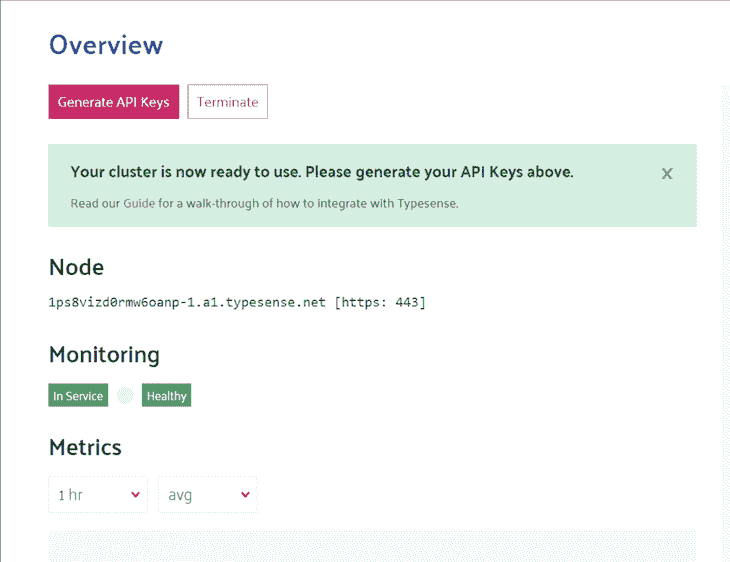 Overview
Generate API Keys Terminate
Your cluster is now ready to use. Please generate your API Keys above. X
Read our Guide for a walk-through of how to integrate with Typesense.
Node
1ps8vizd0rmw6oanp-1.a1.typesense.net [https: 443]
Monitoring
In Service Healthy
Metrics
1 hr avg